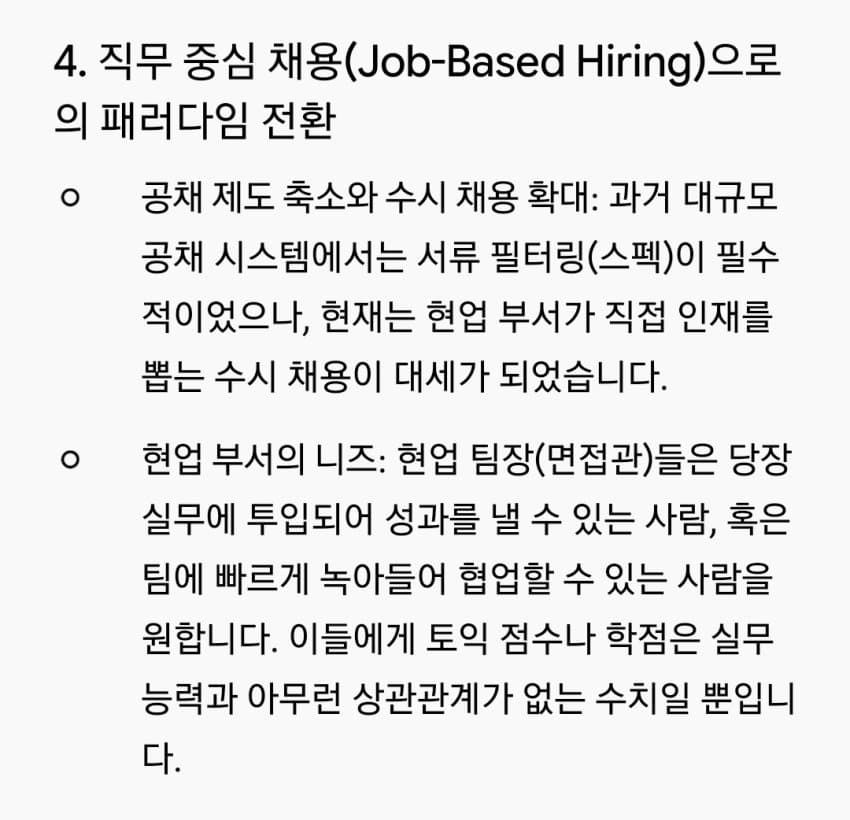 4. 직무 중심 채용(Job-Based Hiring)으로
의 패러다임 전환
공채 제도 축소와 수시 채용 확대: 과거 대규모
공채 시스템에서는 서류 필터링(스펙)이 필수
적이었으나, 현재는 현업 부서가 직접 인재를
뽑는 수시 채용이 대세가 되었습니다.
현업 부서의 니즈: 현업 팀장(면접관)들은 당장
실무에 투입되어 성과를 낼 수 있는 사람, 혹은
팀에 빠르게 녹아들어 협업할 수 있는 사람을
원합니다. 이들에게 토익 점수나 학점은 실무
능력과 아무런 상관관계가 없는 수치일 뿐입니
다.